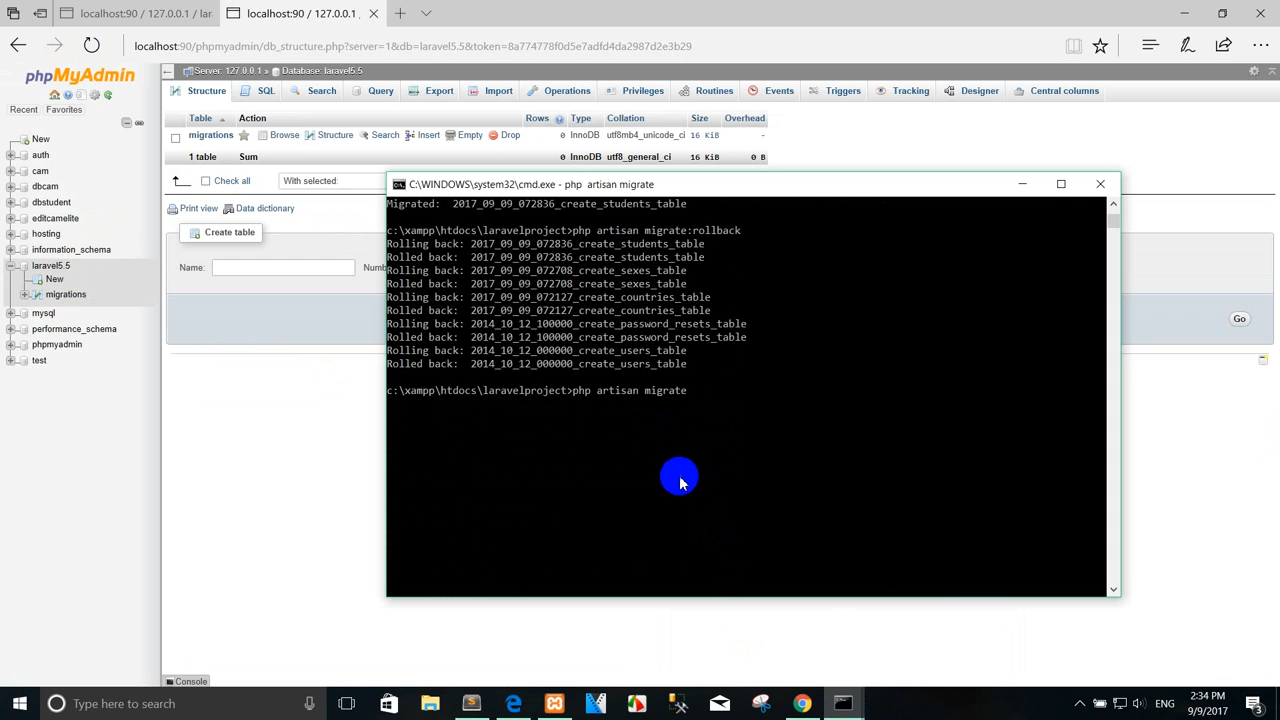 localhost:90 / 127.0.0.1 / lar
localhost:90 / 127.0.0.1 /
localhost:90/phpmyadmin/db_structure.php?server=1&db=laravel5.5&token=8a774778f0d5e7adfd4da2987d2e3b29
phpMyAdmin
Recent Favorites
New
auth
cam
dbcam
dbstudent
editcamelite
hosting
information_schema
laravel5.5
New
migrations
mysql
performance_schema
phpmyadmin
test
Server: 127.0.0.1 » Database: laravel5.5
Structure SQL Search Query Export Import Operations Privileges Routines Events Triggers Tracking Designer Central columns
Table Action Rows Type Collation Size Overhead
migrations Browse Structure Search Insert Empty Drop 0 InnoDB utf8mb4_unicode_ci 16 KiB -
1 table Sum 0 InnoDB utf8_general_ci 16 KiB 0 B
Check all With selected:
Print view Data dictionary
Create table
Name:
Go
Console
C:\WINDOWS\system32\cmd.exe - php  artisan migrate
Migrated:  2017_09_09_072836_create_students_table
c:\xampp\htdocs\laravelproject>php artisan migrate:rollback
Rolling back: 2017_09_09_072836_create_students_table
Rolled back:  2017_09_09_072836_create_students_table
Rolling back: 2017_09_09_072708_create_sexes_table
Rolled back:  2017_09_09_072708_create_sexes_table
Rolling back: 2017_09_09_072127_create_countries_table
Rolled back:  2017_09_09_072127_create_countries_table
Rolling back: 2014_10_12_100000_create_password_resets_table
Rolled back:  2014_10_12_100000_create_password_resets_table
Rolling back: 2014_10_12_000000_create_users_table
Rolled back:  2014_10_12_000000_create_users_table
c:\xampp\htdocs\laravelproject>php artisan migrate
Type here to search
ENG
2:34 PM
9/9/2017
3